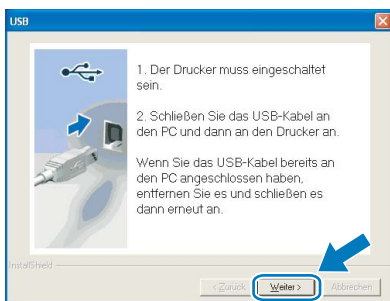 USB
1. Der Drucker muss eingeschaltet
sein.
2. Schließen Sie das USB-Kabel an
den PC und dann an den Drucker an.
Wenn Sie das USB-Kabel bereits an
den PC angeschlossen haben,
entfernen Sie es und schließen es
dann erneut an.
InstallShield
< Zurück Weiter > Abbrechen